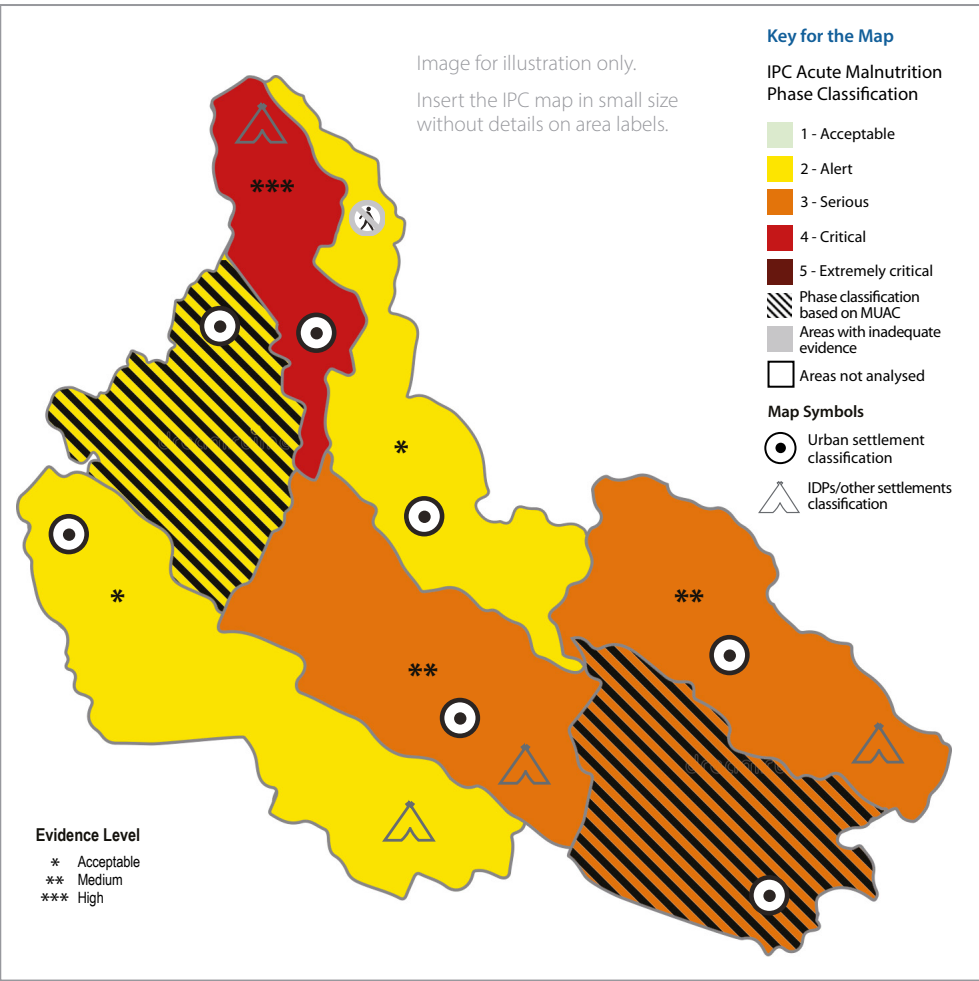 Image for illustration only.
Insert the IPC map in small size
without details on area labels.
Key for the Map
IPC Acute Malnutrition
Phase Classification
1 - Acceptable
2 - Alert
3 - Serious
4 - Critical
5 - Extremely critical
Phase classification
based on MUAC
Areas with inadequate
evidence
Areas not analysed
Map Symbols
Urban settlement
classification
IDPs/other settlements
classification
***
*
*
**
**
Evidence Level
* Acceptable
** Medium
*** High